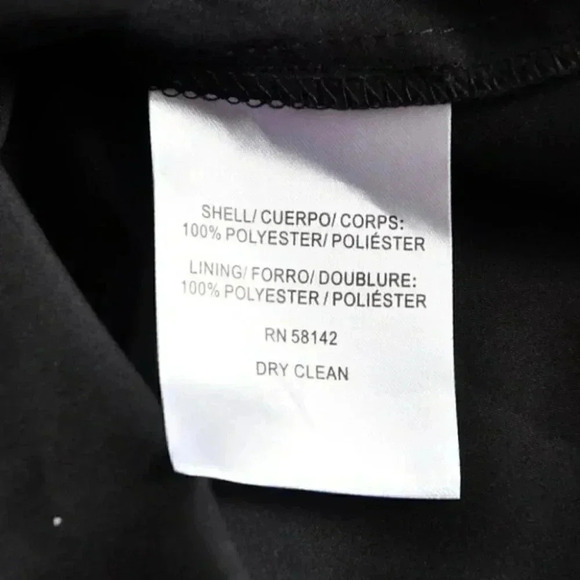 SHELL/ CUERPO/ CORPS:
100% POLYESTER/ POLIÉSTER
LINING/ FORRO/ DOUBLURE:
100% POLYESTER / POLIÉSTER
RN 58142
DRY CLEAN